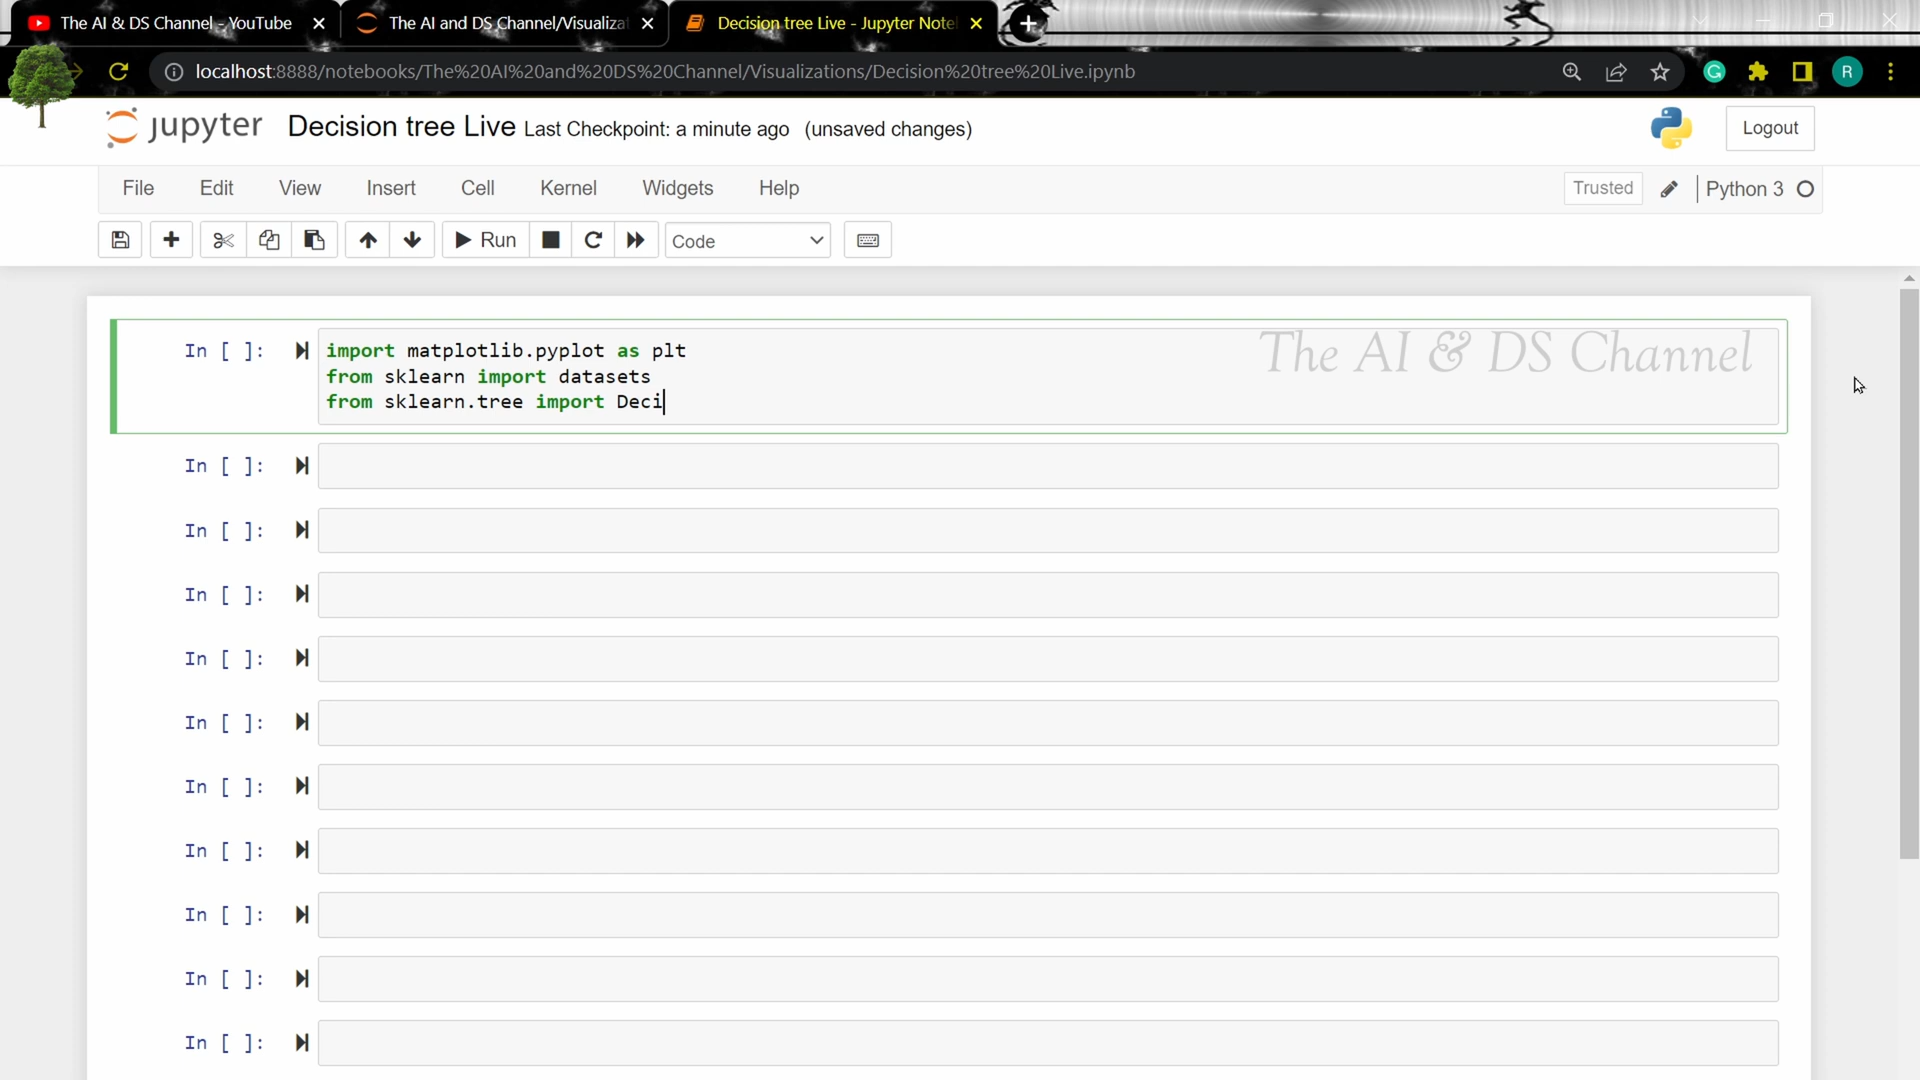 The AI & DS Channel - YouTube
The AI and DS Channel/Visualiza
Decision tree Live - Jupyter Note
localhost:8888/notebooks/The%20AI%20and%20DS%20Channel/Visualizations/Decision%20tree%20Live.ipynb
G
R
jupyter Decision tree Live Last Checkpoint: a minute ago (unsaved changes)
Logout
File Edit View Insert Cell Kernel Widgets Help
Trusted
Python 3
Run
Code
The AI & DS Channel
In [ ]: import matplotlib.pyplot as plt
from sklearn import datasets
from sklearn.tree import Deci
In [ ]:
In [ ]:
In [ ]:
In [ ]:
In [ ]:
In [ ]:
In [ ]:
In [ ]:
In [ ]:
In [ ]: